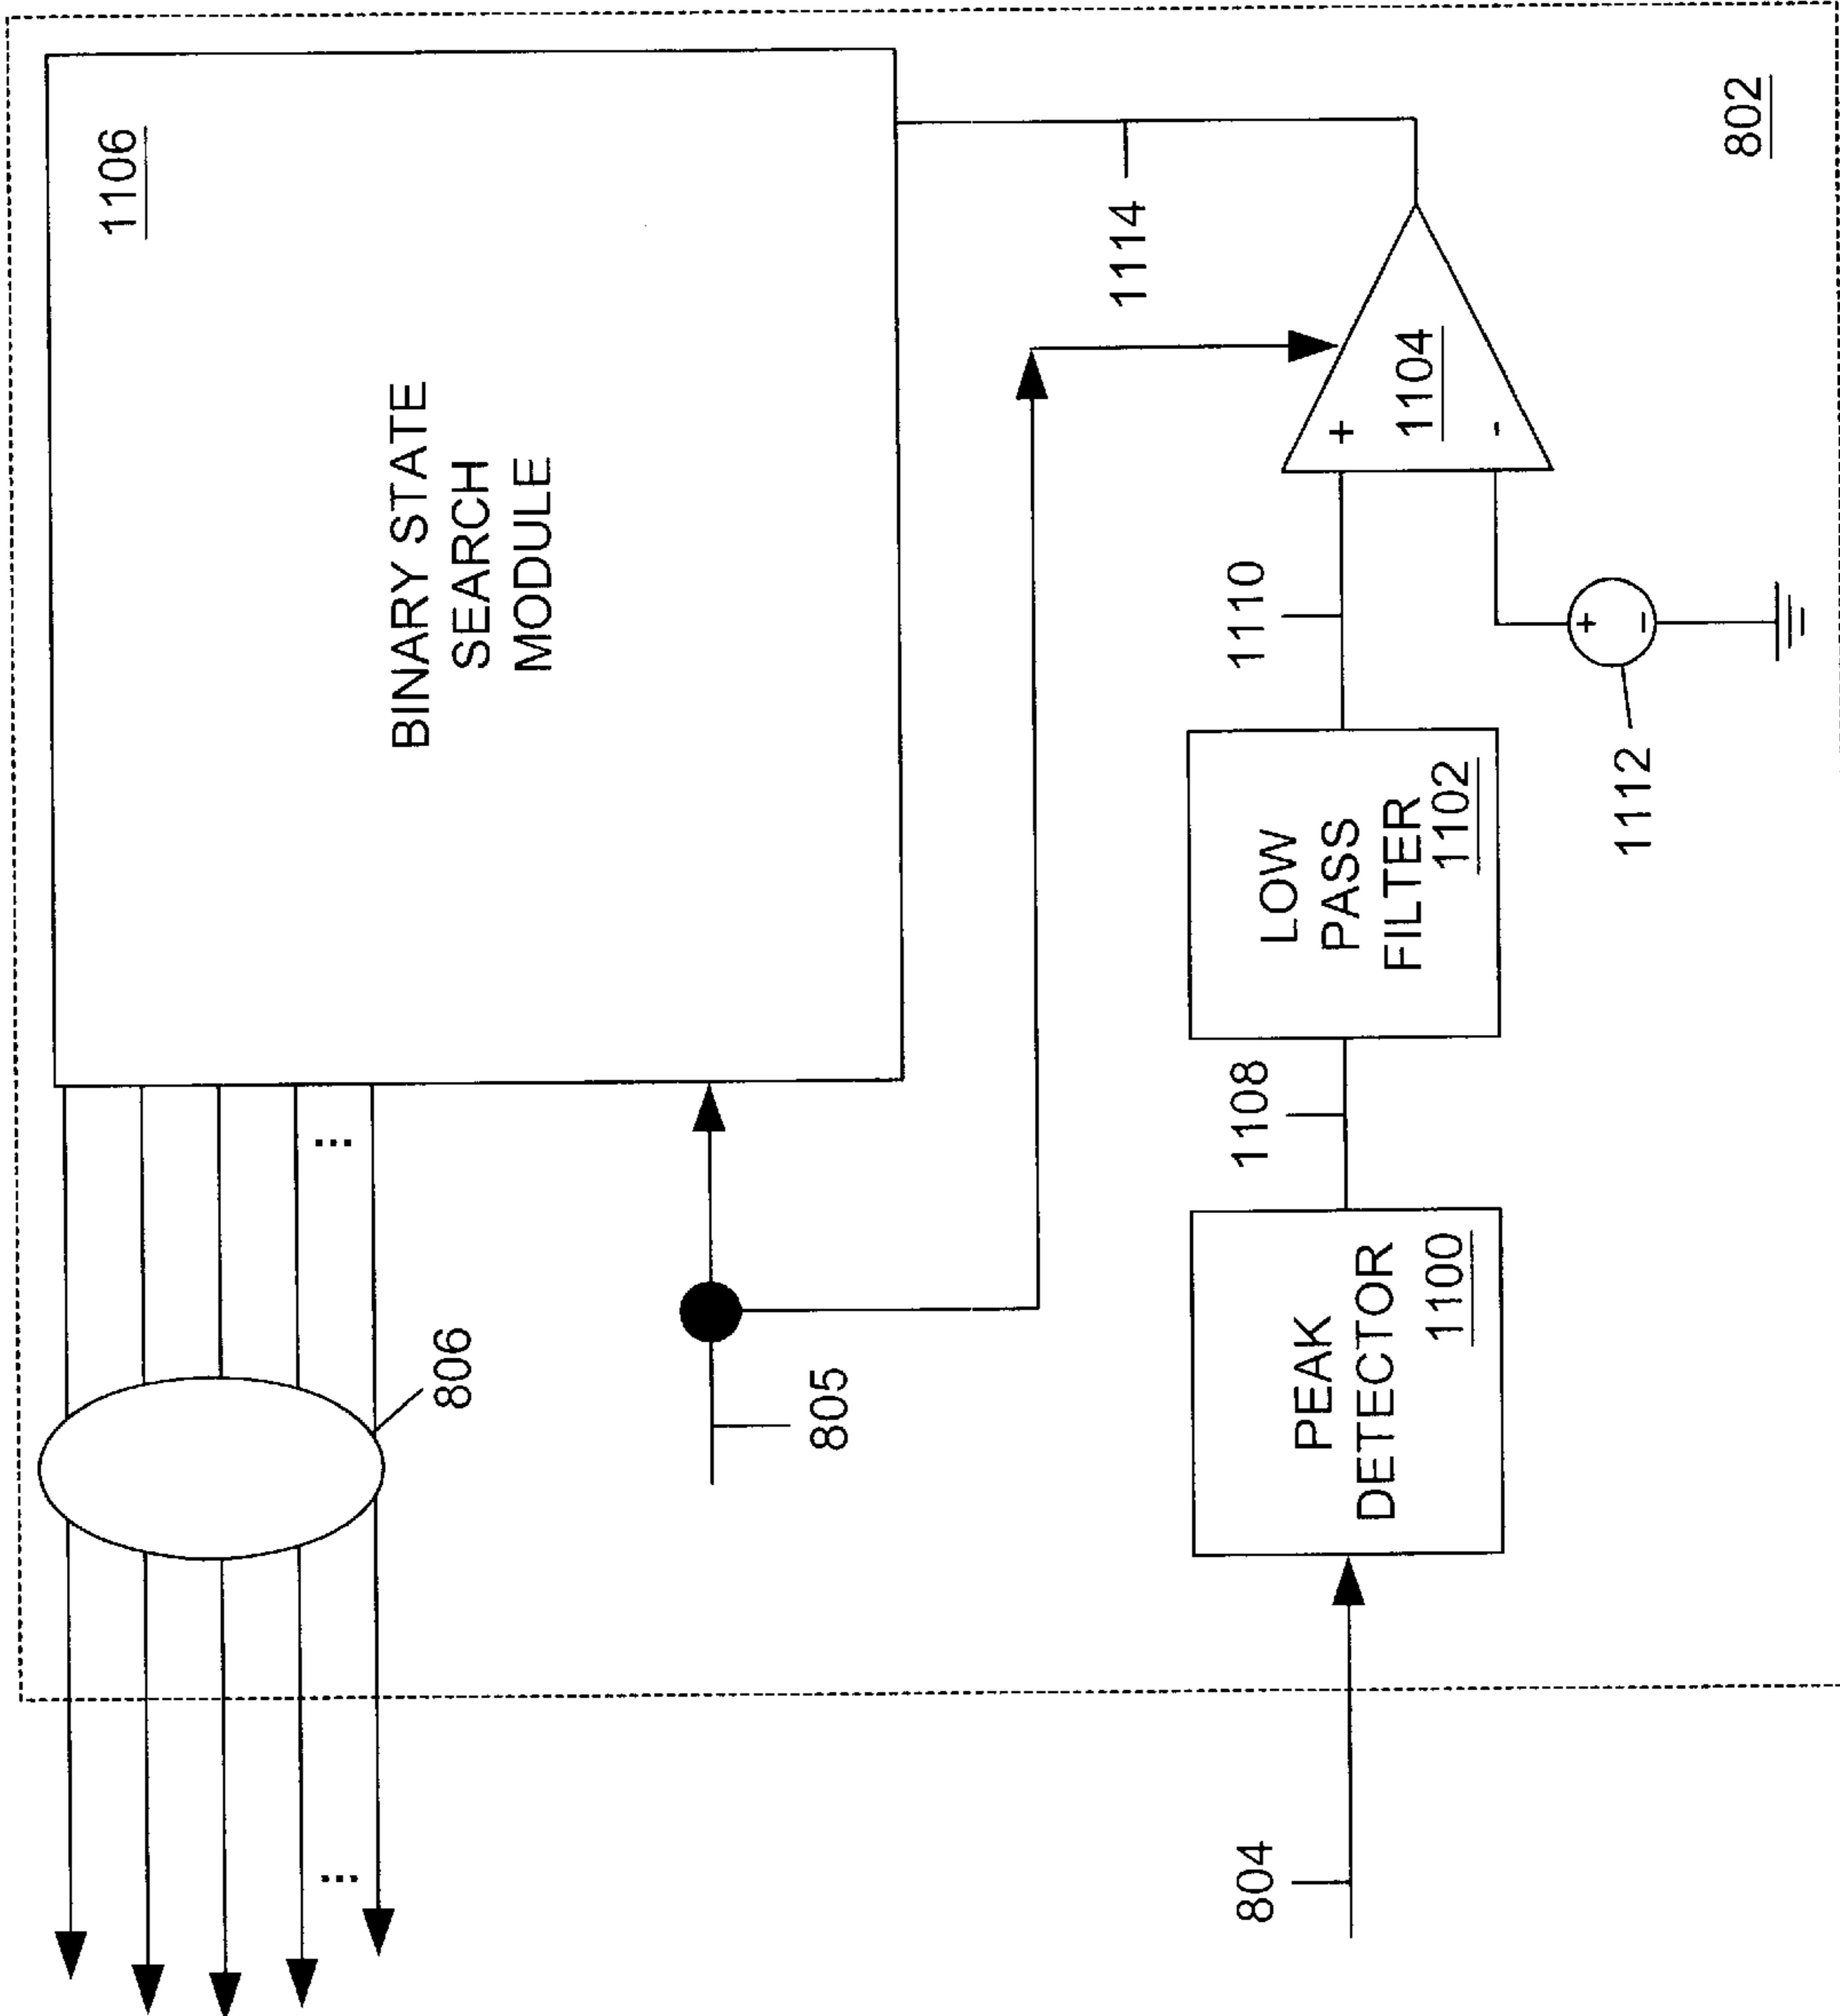 1106
BINARY STATE
SEARCH
MODULE
...
...
806
805
1114
804
PEAK
DETECTOR
1100
1108
LOW
PASS
FILTER
1102
1110
+
-
1104
+
-
1112
802